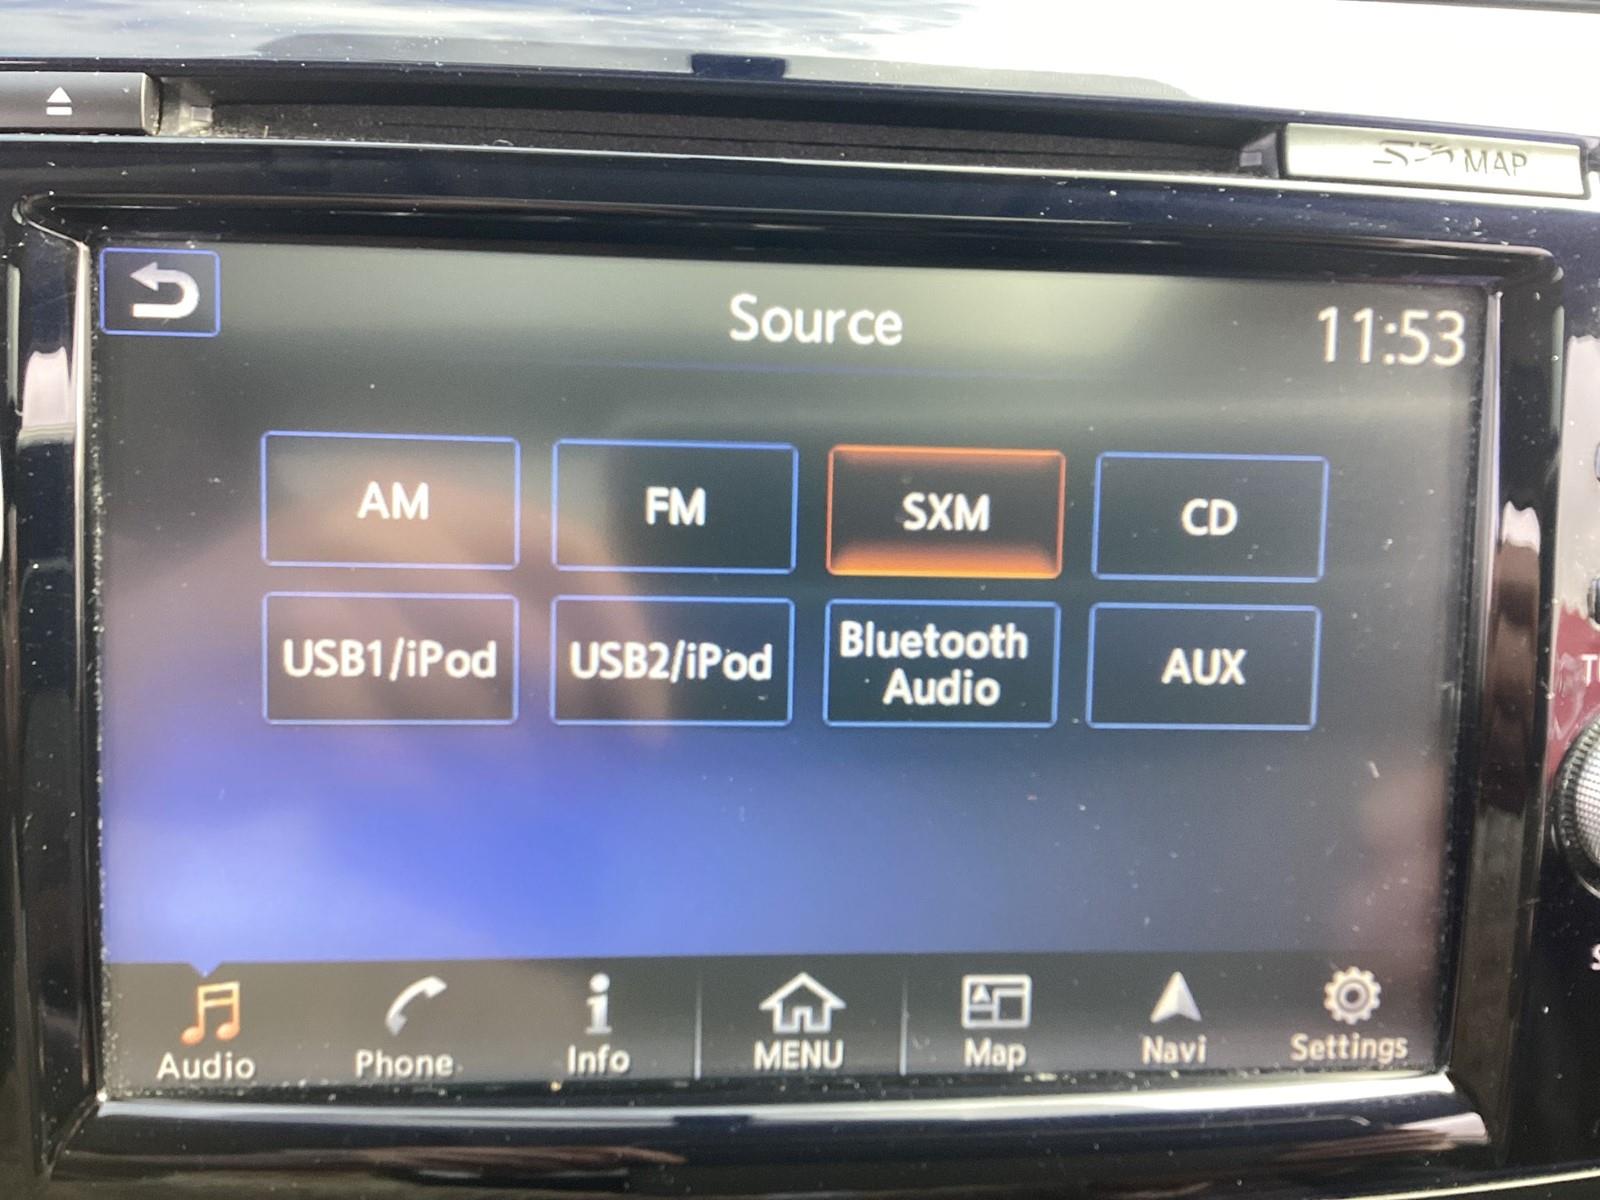 MAP
Source
11:53
AM
FM
SXM
CD
USB1/iPod
USB2/iPod
Bluetooth
Audio
AUX
Audio
Phone
Info
MENU
Map
Navi
Settings